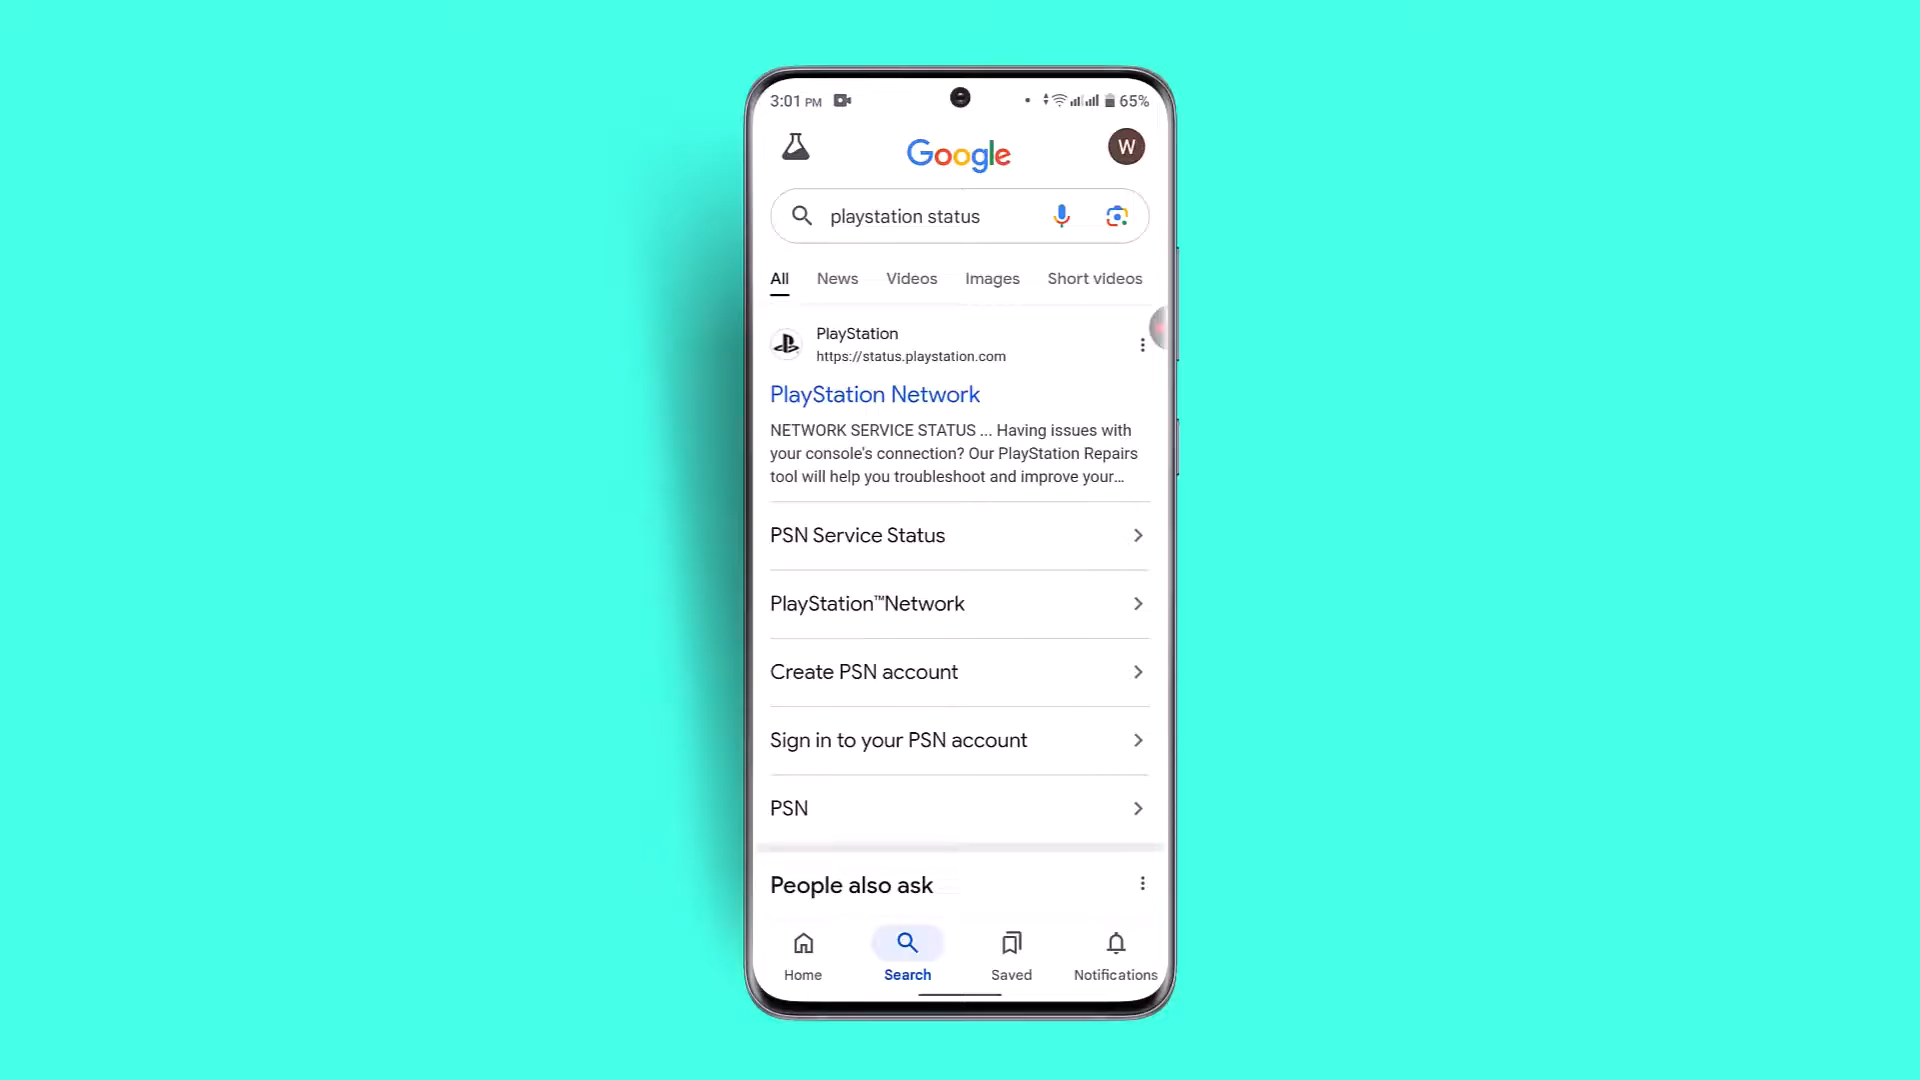 3:01 PM
65%
Google
W
playstation status
All News Videos Images Short videos
PlayStation
https://status.playstation.com
PlayStation Network
NETWORK SERVICE STATUS ... Having issues with
your console's connection? Our PlayStation Repairs
tool will help you troubleshoot and improve your...
PSN Service Status
PlayStation™Network
Create PSN account
Sign in to your PSN account
PSN
People also ask
Home Search Saved Notifications